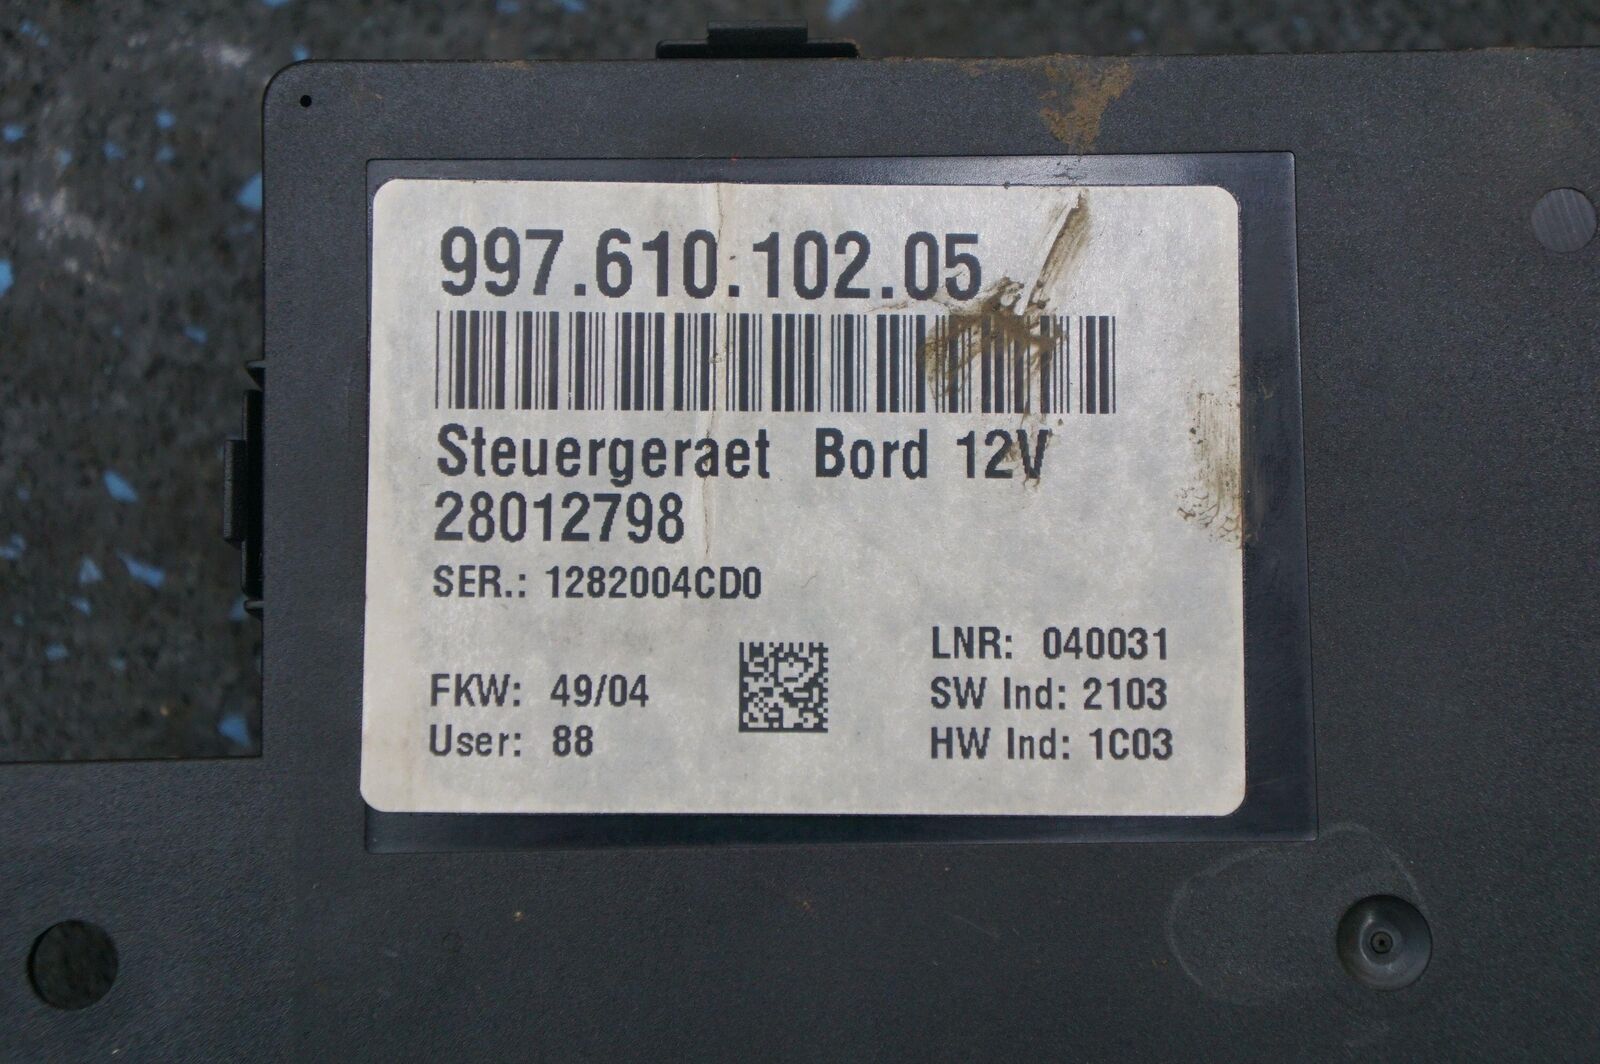 997.610.102.05
Steuergeraet Bord 12V
28012798
SER.: 1282004CD0
LNR: 040031
FKW: 49/04
SW Ind: 2103
User: 88
HW Ind: 1C03